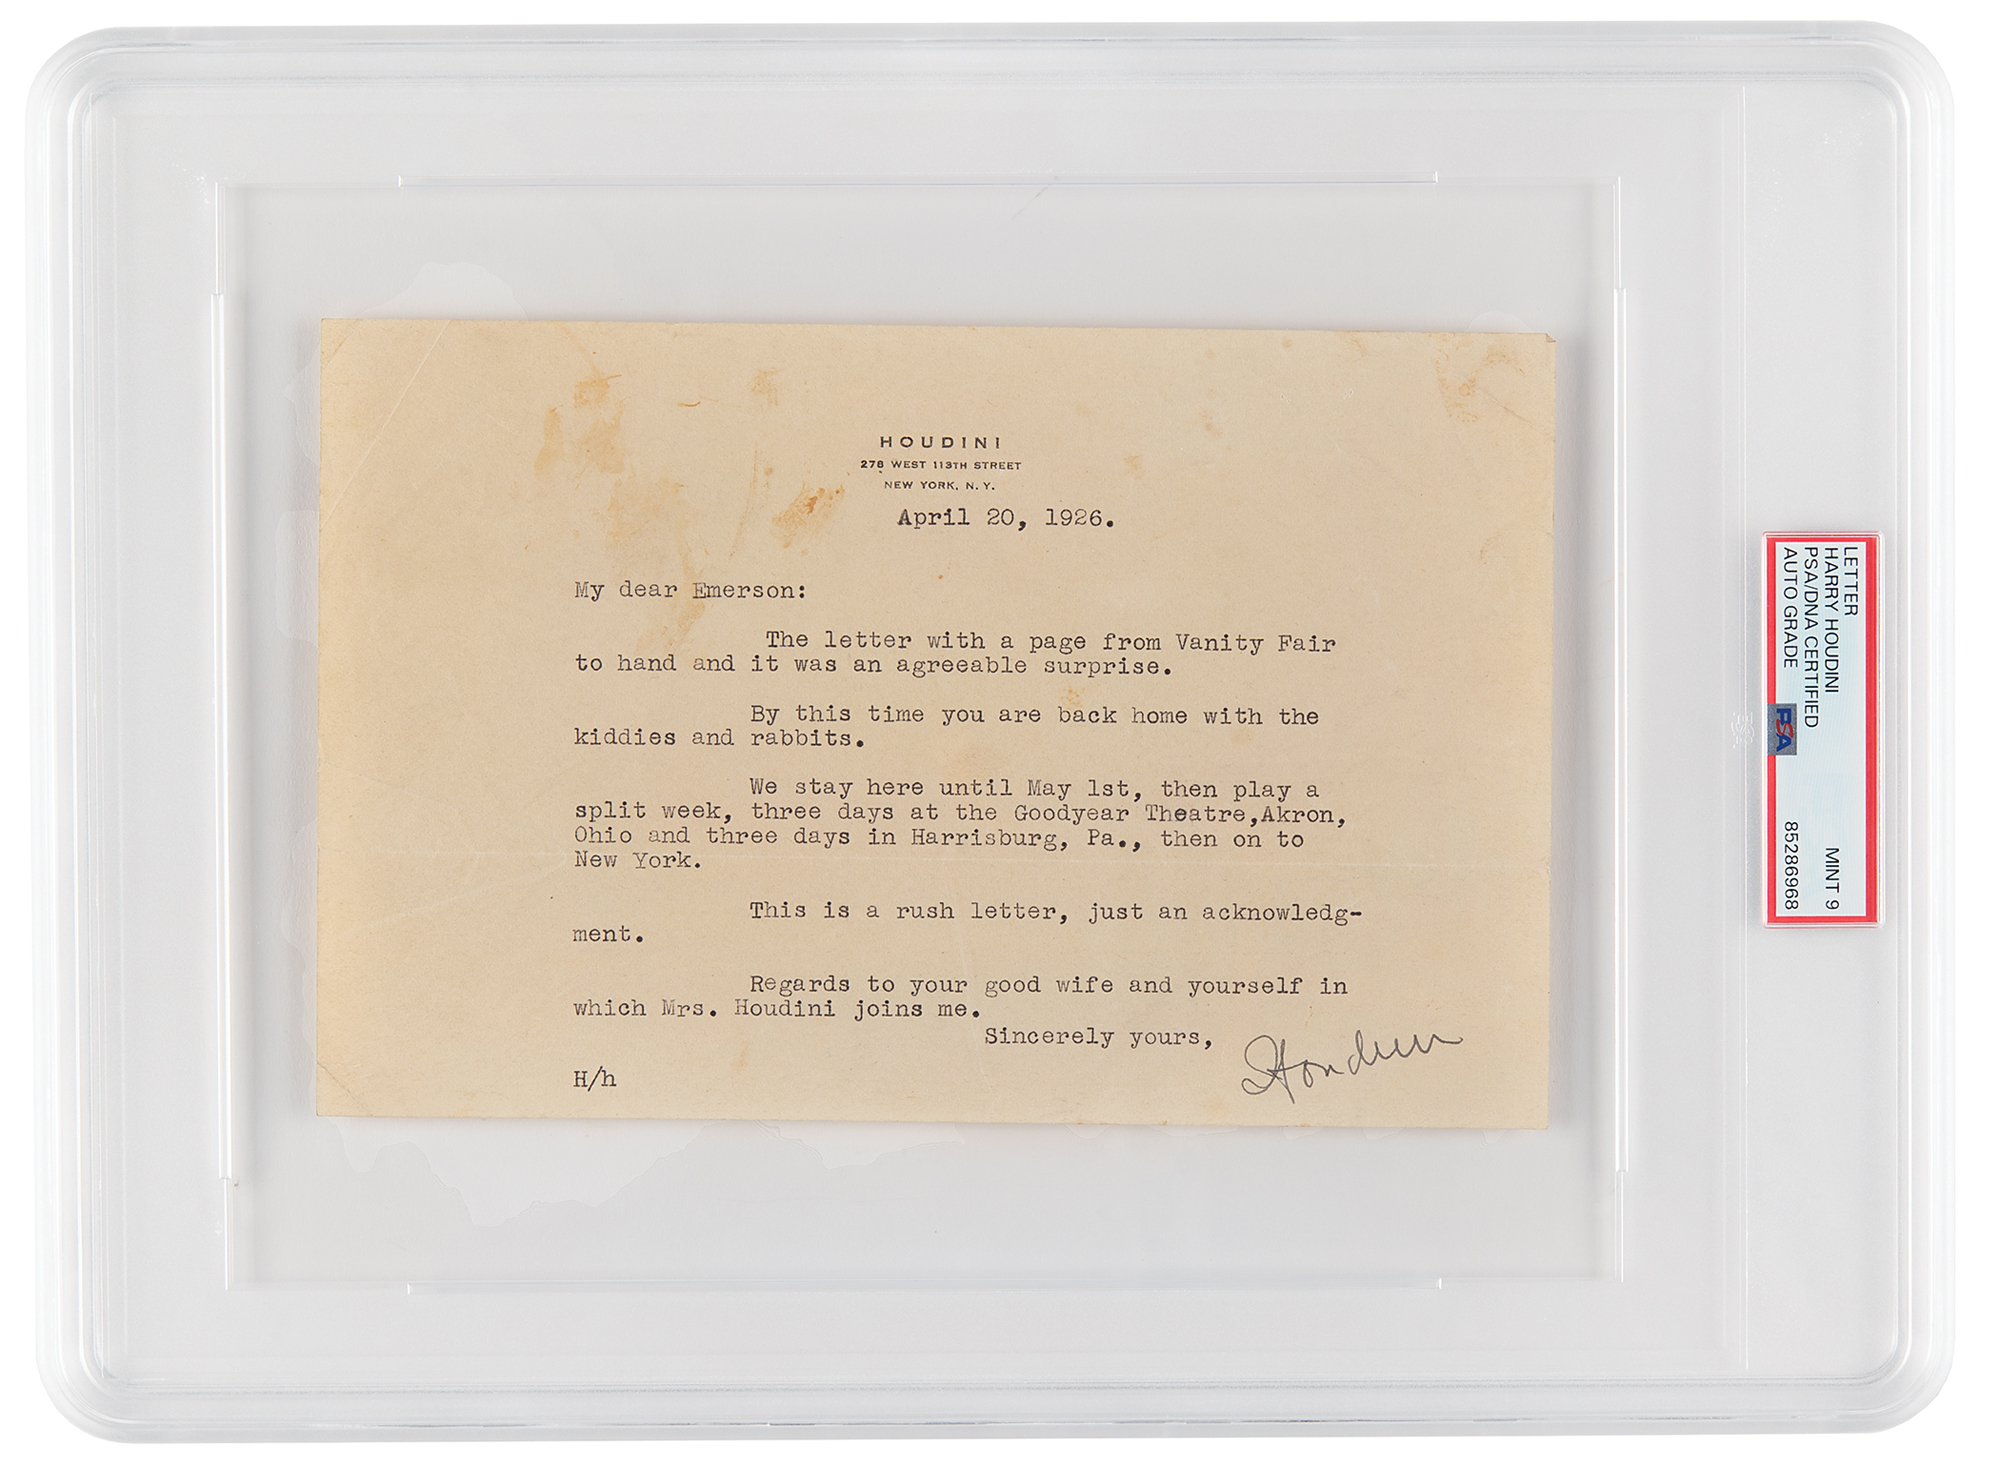 HOUDINI
278 WEST 113TH STREET
NEW YORK, N. Y.
April 20, 1926.
My dear Emerson:
The letter with a page from Vanity Fair
to hand and it was an agreeable surprise.
By this time you are back home with the
kiddies and rabbits.
We stay here until May 1st, then play a
split week, three days at the Goodyear Theatre,Akron,
Ohio and three days in Harrisburg, Pa., then on to
New York.
This is a rush letter, just an acknowledg-
ment.
Regards to your good wife and yourself in
which Mrs. Houdini joins me.
Sincerely yours,
Houdini
H/h
LETTER
HARRY HOUDINI
PSA/DNA CERTIFIED
AUTO GRADE
MINT 9
PSA
85286968